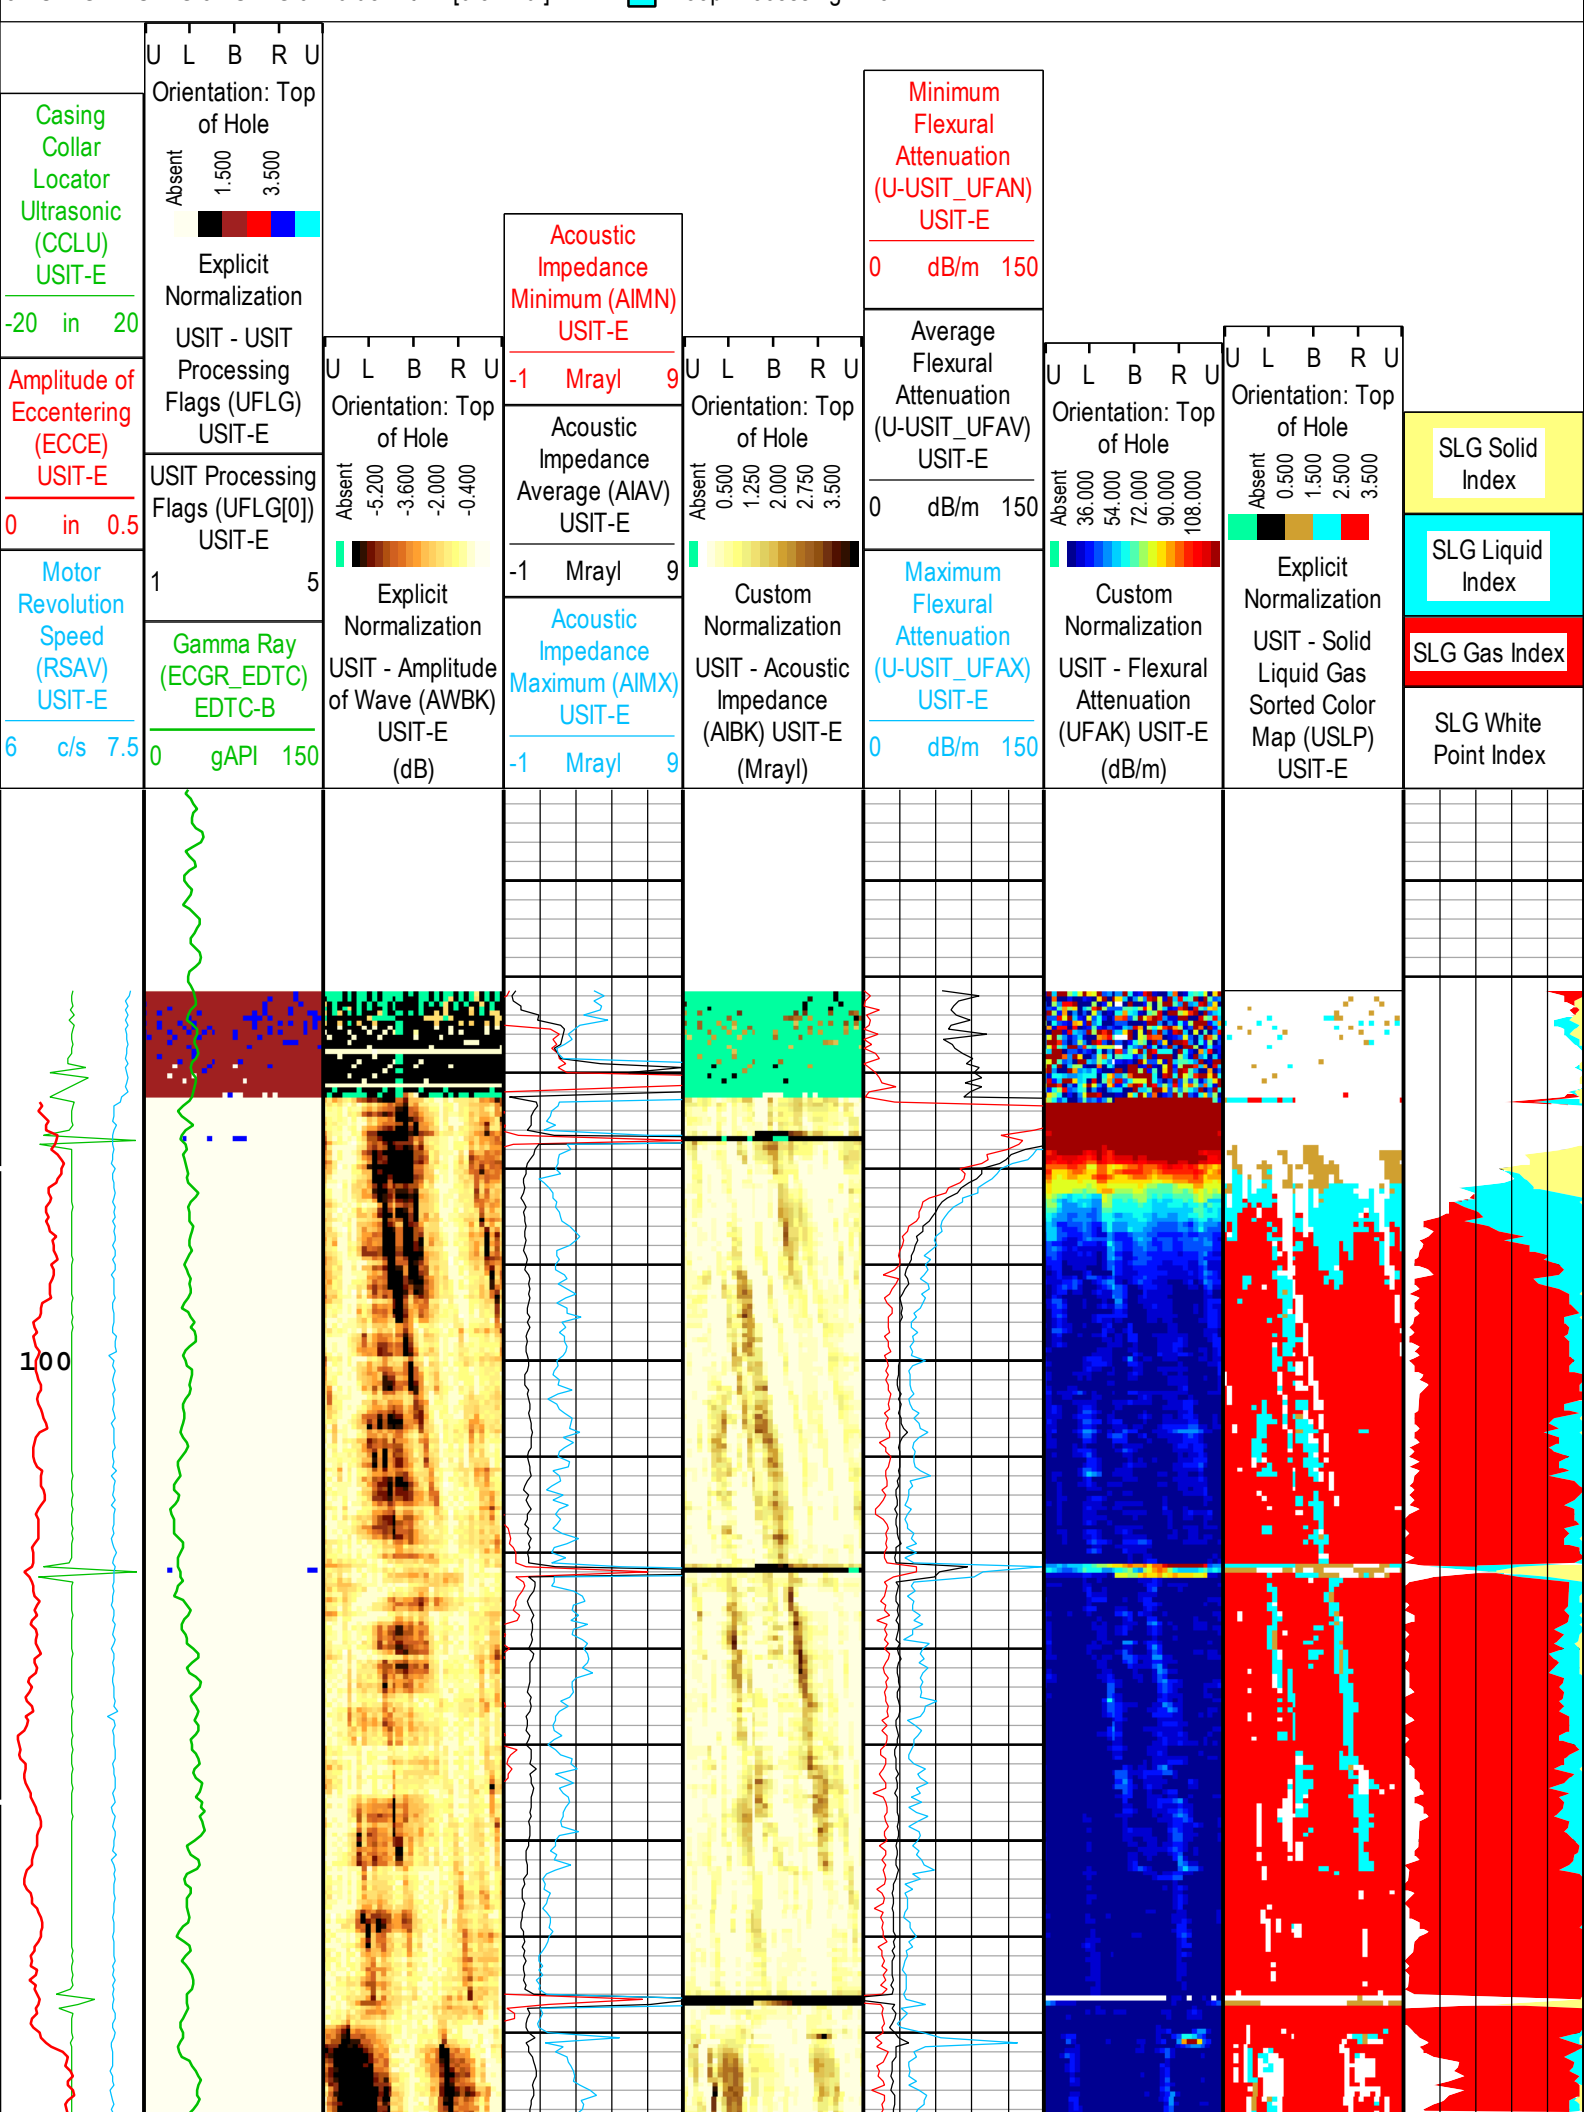 U L B R U
Orientation: Top
of Hole
Absent
1.500
3.500
Explicit
Normalization
USIT - USIT
Processing
Flags (UFLG)
USIT-E
USIT Processing
Flags (UFLG[0])
USIT-E
1 5
Gamma Ray
(ECGR_EDTC)
EDTC-B
0 gAPI 150
Casing
Collar
Locator
Ultrasonic
(CCLU)
USIT-E
-20 in 20
Amplitude of
Eccentering
(ECCE)
USIT-E
0 in 0.5
Motor
Revolution
Speed
(RSAV)
USIT-E
6 c/s 7.5
U L B R U
Orientation: Top
of Hole
Absent
-5.200
-3.600
-2.000
-0.400
Explicit
Normalization
USIT - Amplitude
of Wave (AWBK)
USIT-E
(dB)
Acoustic
Impedance
Minimum (AIMN)
USIT-E
-1 Mrayl 9
Acoustic
Impedance
Average (AIAV)
USIT-E
-1 Mrayl 9
Acoustic
Impedance
Maximum (AIMX)
USIT-E
-1 Mrayl 9
U L B R U
Orientation: Top
of Hole
Absent
0.500
1.250
2.000
2.750
3.500
Custom
Normalization
USIT - Acoustic
Impedance
(AIBK) USIT-E
(Mrayl)
Minimum
Flexural
Attenuation
(U-USIT_UFAN)
USIT-E
0 dB/m 150
Average
Flexural
Attenuation
(U-USIT_UFAV)
USIT-E
0 dB/m 150
Maximum
Flexural
Attenuation
(U-USIT_UFAX)
USIT-E
0 dB/m 150
U L B R U
Orientation: Top
of Hole
Absent
36.000
54.000
72.000
90.000
108.000
Custom
Normalization
USIT - Flexural
Attenuation
(UFAK) USIT-E
(dB/m)
U L B R U
Orientation: Top
of Hole
Absent
0.500
1.500
2.500
3.500
Explicit
Normalization
USIT - Solid
Liquid Gas
Sorted Color
Map (USLP)
USIT-E
SLG Solid
Index
SLG Liquid
Index
SLG Gas Index
SLG White
Point Index
100